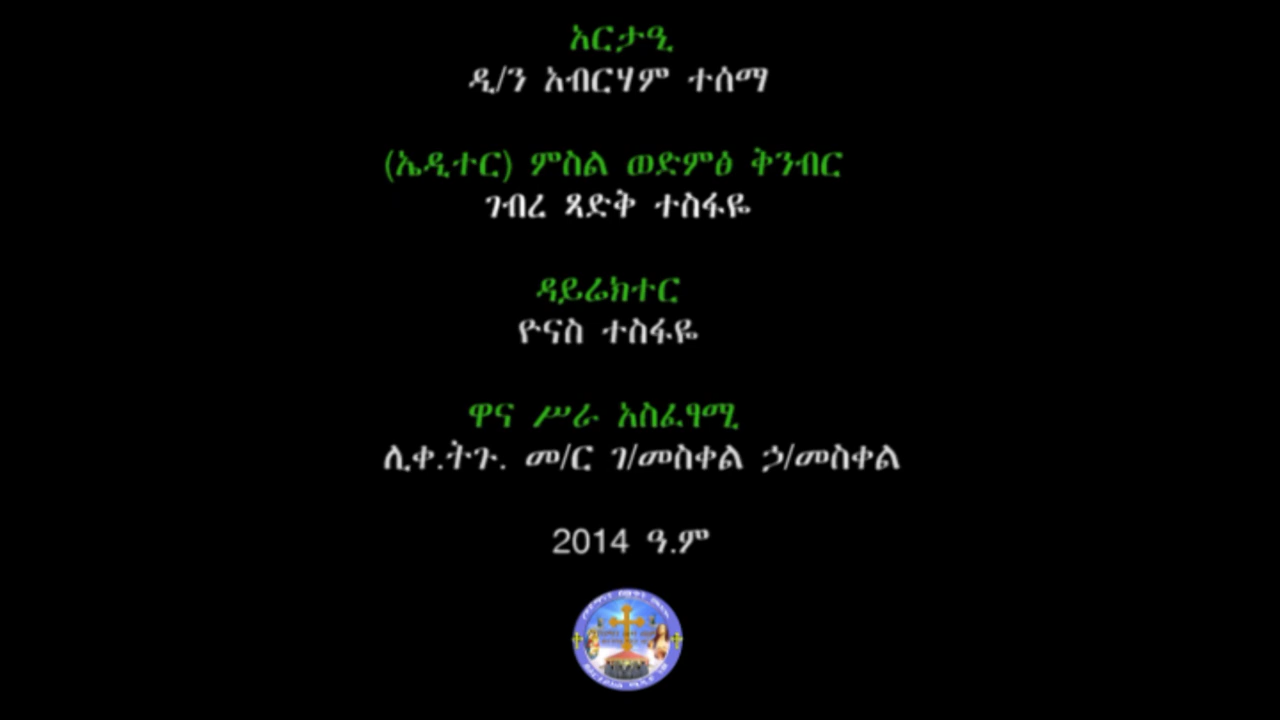 አርታዒ
ዲ/ን አብርሃም ተሰማ
(ኤዲተር) ምስል ወድምፅ ቅንብር
ገብረ ጻድቅ ተስፋዬ
ዳይሬክተር
ዮናስ ተስፋዬ
ዋና ሥራ አስፈፃሚ
ሊቀ.ትጉ. መ/ር ገ/መስቀል ኃ/መስቀል
2014 ዓ.ም